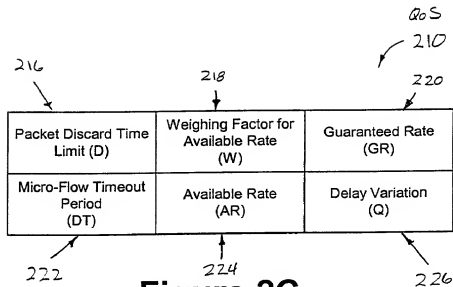 QoS
210
216
218
220
Packet Discard Time
Limit (D)
Weighing Factor for
Available Rate
(W)
Guaranteed Rate
(GR)
Micro-Flow Timeout
Period
(DT)
Available Rate
(AR)
Delay Variation
(Q)
222
224
226